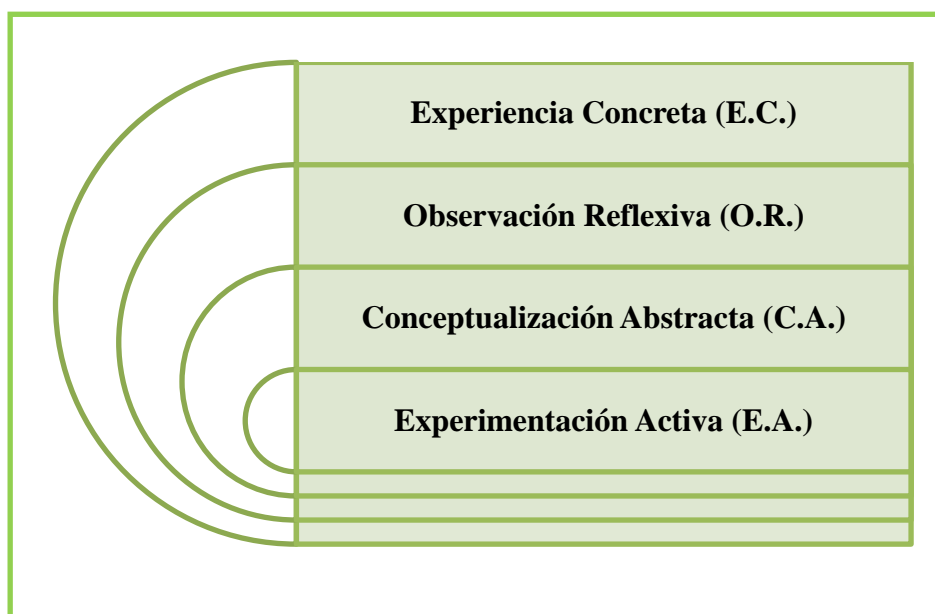 Experiencia Concreta (E.C.)
Observación Reflexiva (O.R.)
Conceptualización Abstracta (C.A.)
Experimentación Activa (E.A.)